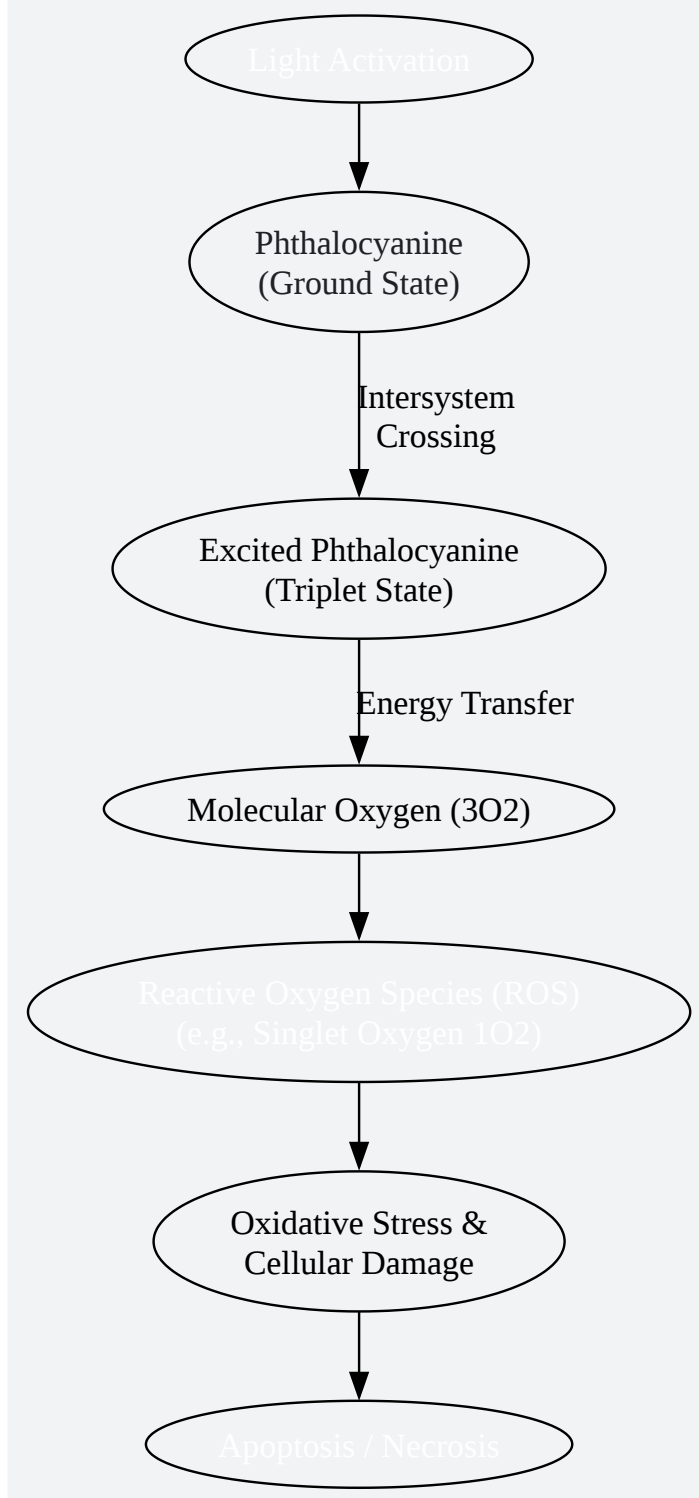 Light Activation
Phthalocyanine
(Ground State)
Intersystem
Crossing
Excited Phthalocyanine
(Triplet State)
Energy Transfer
Molecular Oxygen (3O2)
Reactive Oxygen Species (ROS)
(e.g., Singlet Oxygen 1O2)
Oxidative Stress &
Cellular Damage
Apoptosis / Necrosis